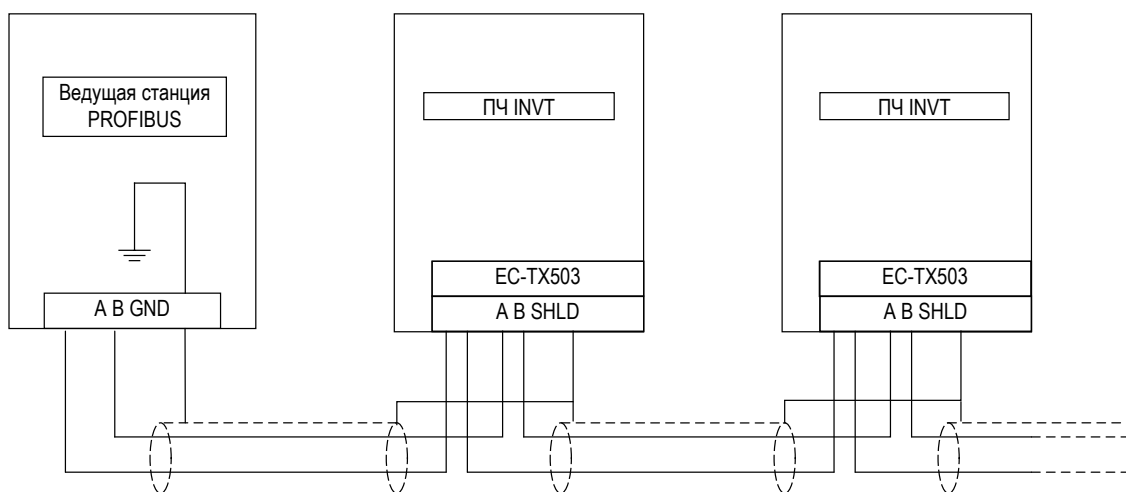 Ведущая станция
PROFIBUS
ПЧ INVT
ПЧ INVT
EC-TX503
EC-TX503
A B GND
A B SHLD
A B SHLD